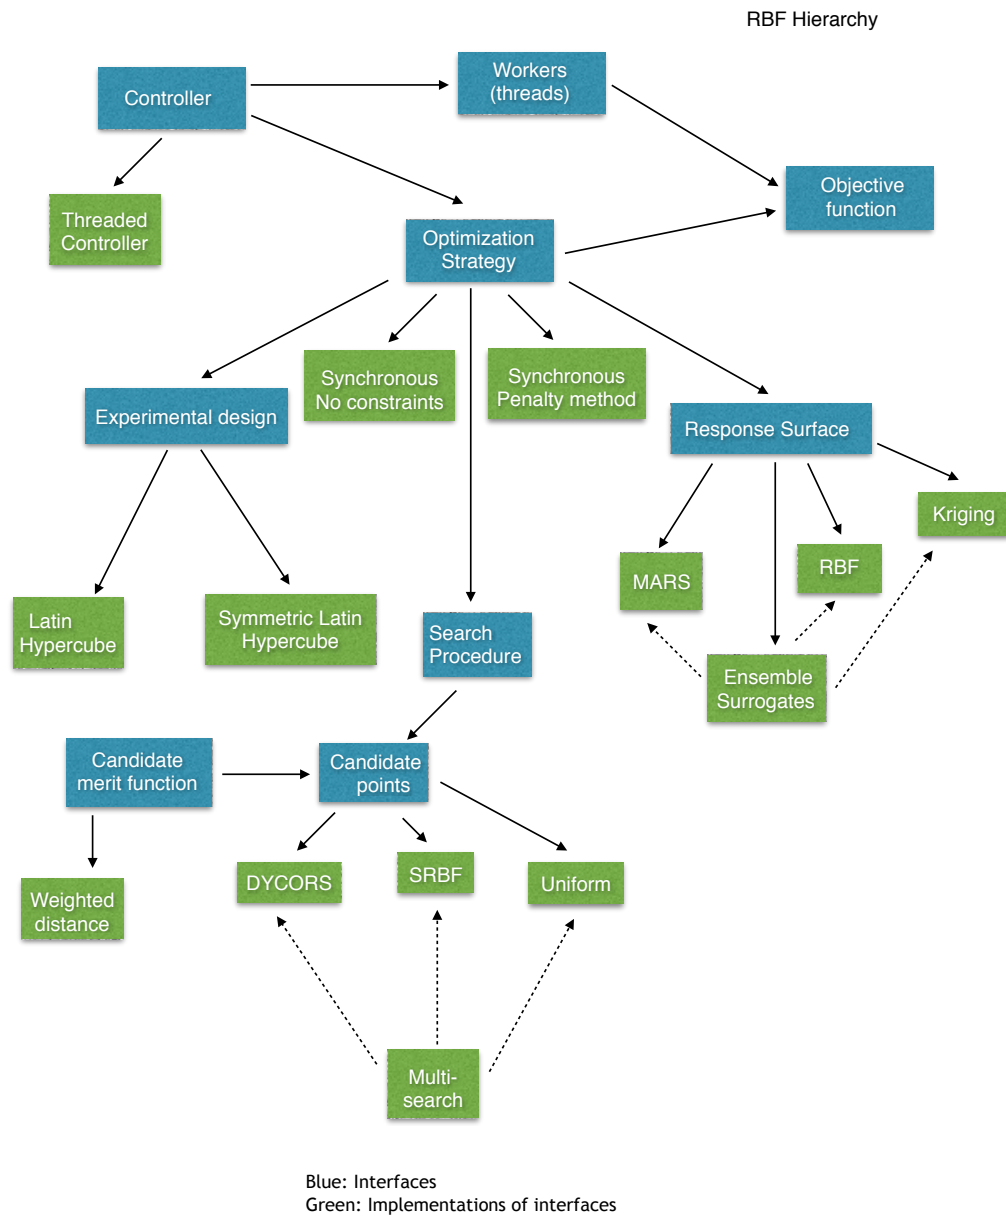 RBF Hierarchy
Controller
Workers
(threads)
Objective
function
Threaded
Controller
Optimization
Strategy
Synchronous
No constraints
Synchronous
Penalty method
Experimental design
Response Surface
Kriging
MARS
RBF
Latin
Hypercube
Symmetric Latin
Hypercube
Search
Procedure
Ensemble
Surrogates
Candidate
merit function
Candidate
points
DYCORS
SRBF
Uniform
Weighted
distance
Multi-
search
Blue: Interfaces
Green: Implementations of interfaces